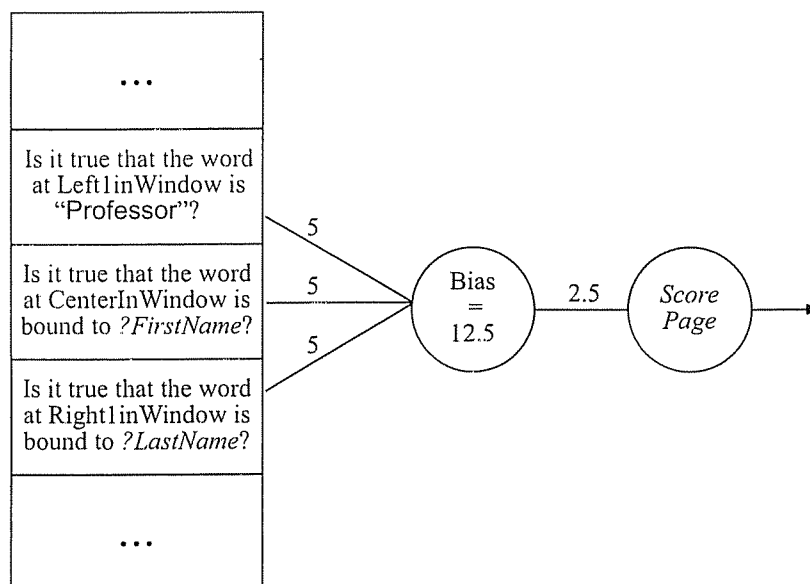 ...
Is it true that the word
at Left1inWindow is
“Professor”?
Is it true that the word
at CenterInWindow is
bound to ?FirstName?
Is it true that the word
at Right1inWindow is
bound to ?LastName?
...
5
5
5
Bias
=
12.5
2.5
Score
Page